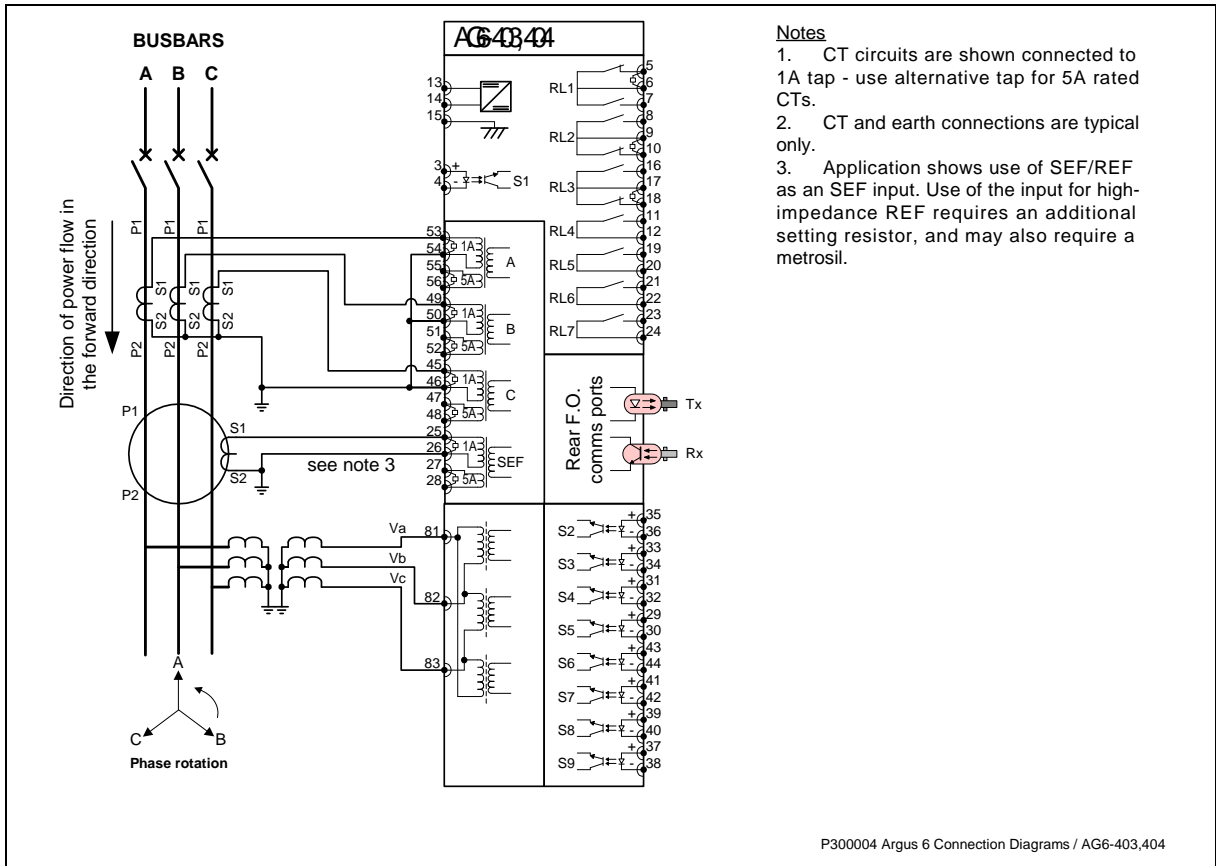 BUSBARS
A B C
Direction of power flow in
the forward direction
P1 P1 P1
S1 S1 S1
S2 S2 S2
P2 P2 P2
P1
S1
S2
P2
see note 3
Va
Vb
Vc
A
C B
Phase rotation
AG6-403,404
13
14
15
3 +
4 -
S1
53
54 1A
A
55
56 5A
49
50 1A
B
51
52 5A
45
46 1A
C
47
48 5A
25
26 1A
SEF
27
28 5A
81
82
83
RL1 5
6
7
RL2 8
9
10
RL3 16
17
18
RL4 11
12
RL5 19
20
RL6 21
22
RL7 23
24
Rear F.O.
comms ports
Tx
Rx
S2 + 35
- 36
S3 + 33
- 34
S4 + 31
- 32
S5 + 29
- 30
S6 + 43
- 44
S7 + 41
- 42
S8 + 39
- 40
S9 + 37
- 38
Notes
1. CT circuits are shown connected to
1A tap - use alternative tap for 5A rated
CTs.
2. CT and earth connections are typical
only.
3. Application shows use of SEF/REF
as an SEF input. Use of the input for high-
impedance REF requires an additional
setting resistor, and may also require a
metrosil.
P300004 Argus 6 Connection Diagrams / AG6-403,404